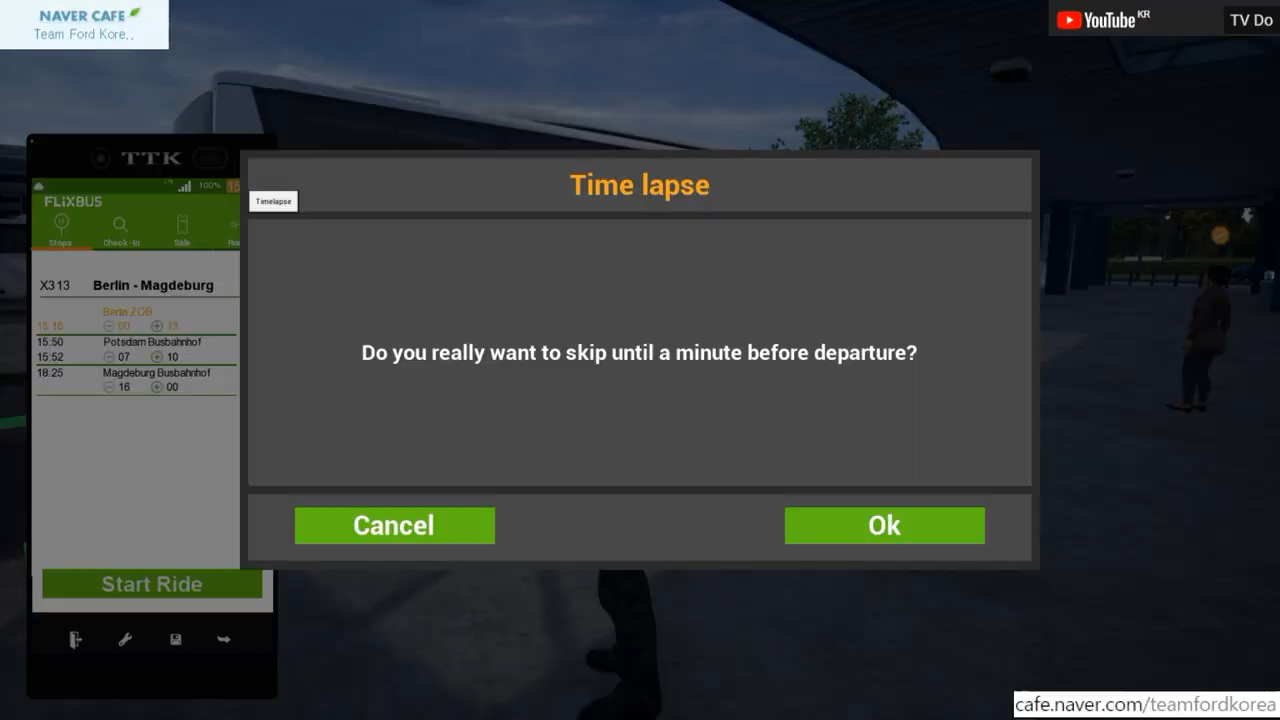 NAVER CAFE
Team Ford Kore..
YouTube KR
TV Do
TTK
100%
FLiXBUS
Stops
Check-In
Sale
X313 Berlin - Magdeburg
Berlin ZOB
00 13
15:50 Potsdam Busbahnhof
15:52 07 10
18:25 Magdeburg Busbahnhof
16 00
Start Ride
Time lapse
Timelapse
Do you really want to skip until a minute before departure?
Cancel
Ok
cafe.naver.com/teamfordkorea